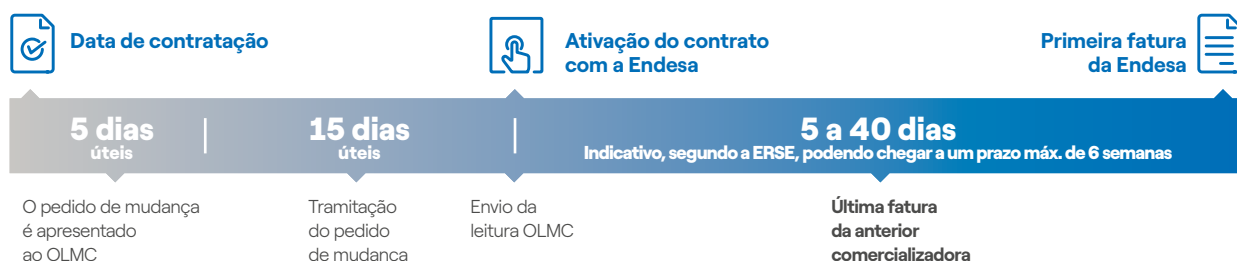 Data de contratação
Ativação do contrato
com a Endesa
Primeira fatura
da Endesa
5 dias
úteis
15 dias
úteis
5 a 40 dias
Indicativo, segundo a ERSE, podendo chegar a um prazo máx. de 6 semanas
O pedido de mudança
é apresentado
ao OLMC
Tramitação
do pedido
de mudança
Envio da
leitura OLMC
Última fatura
da anterior
comercializadora